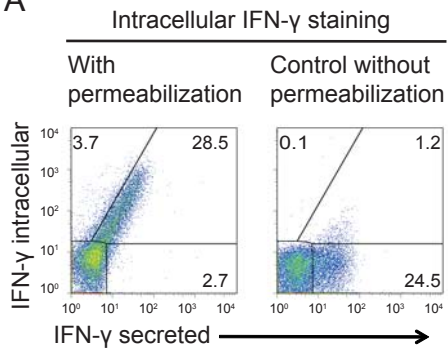 A
Intracellular IFN-γ staining
With
permeabilization
Control without
permeabilization
IFN-γ intracellular
10⁴
10³
10²
10¹
10⁰
3.7
28.5
2.7
10⁰ 10¹ 10² 10³ 10⁴
0.1
1.2
24.5
10⁰ 10¹ 10² 10³ 10⁴
IFN-γ secreted